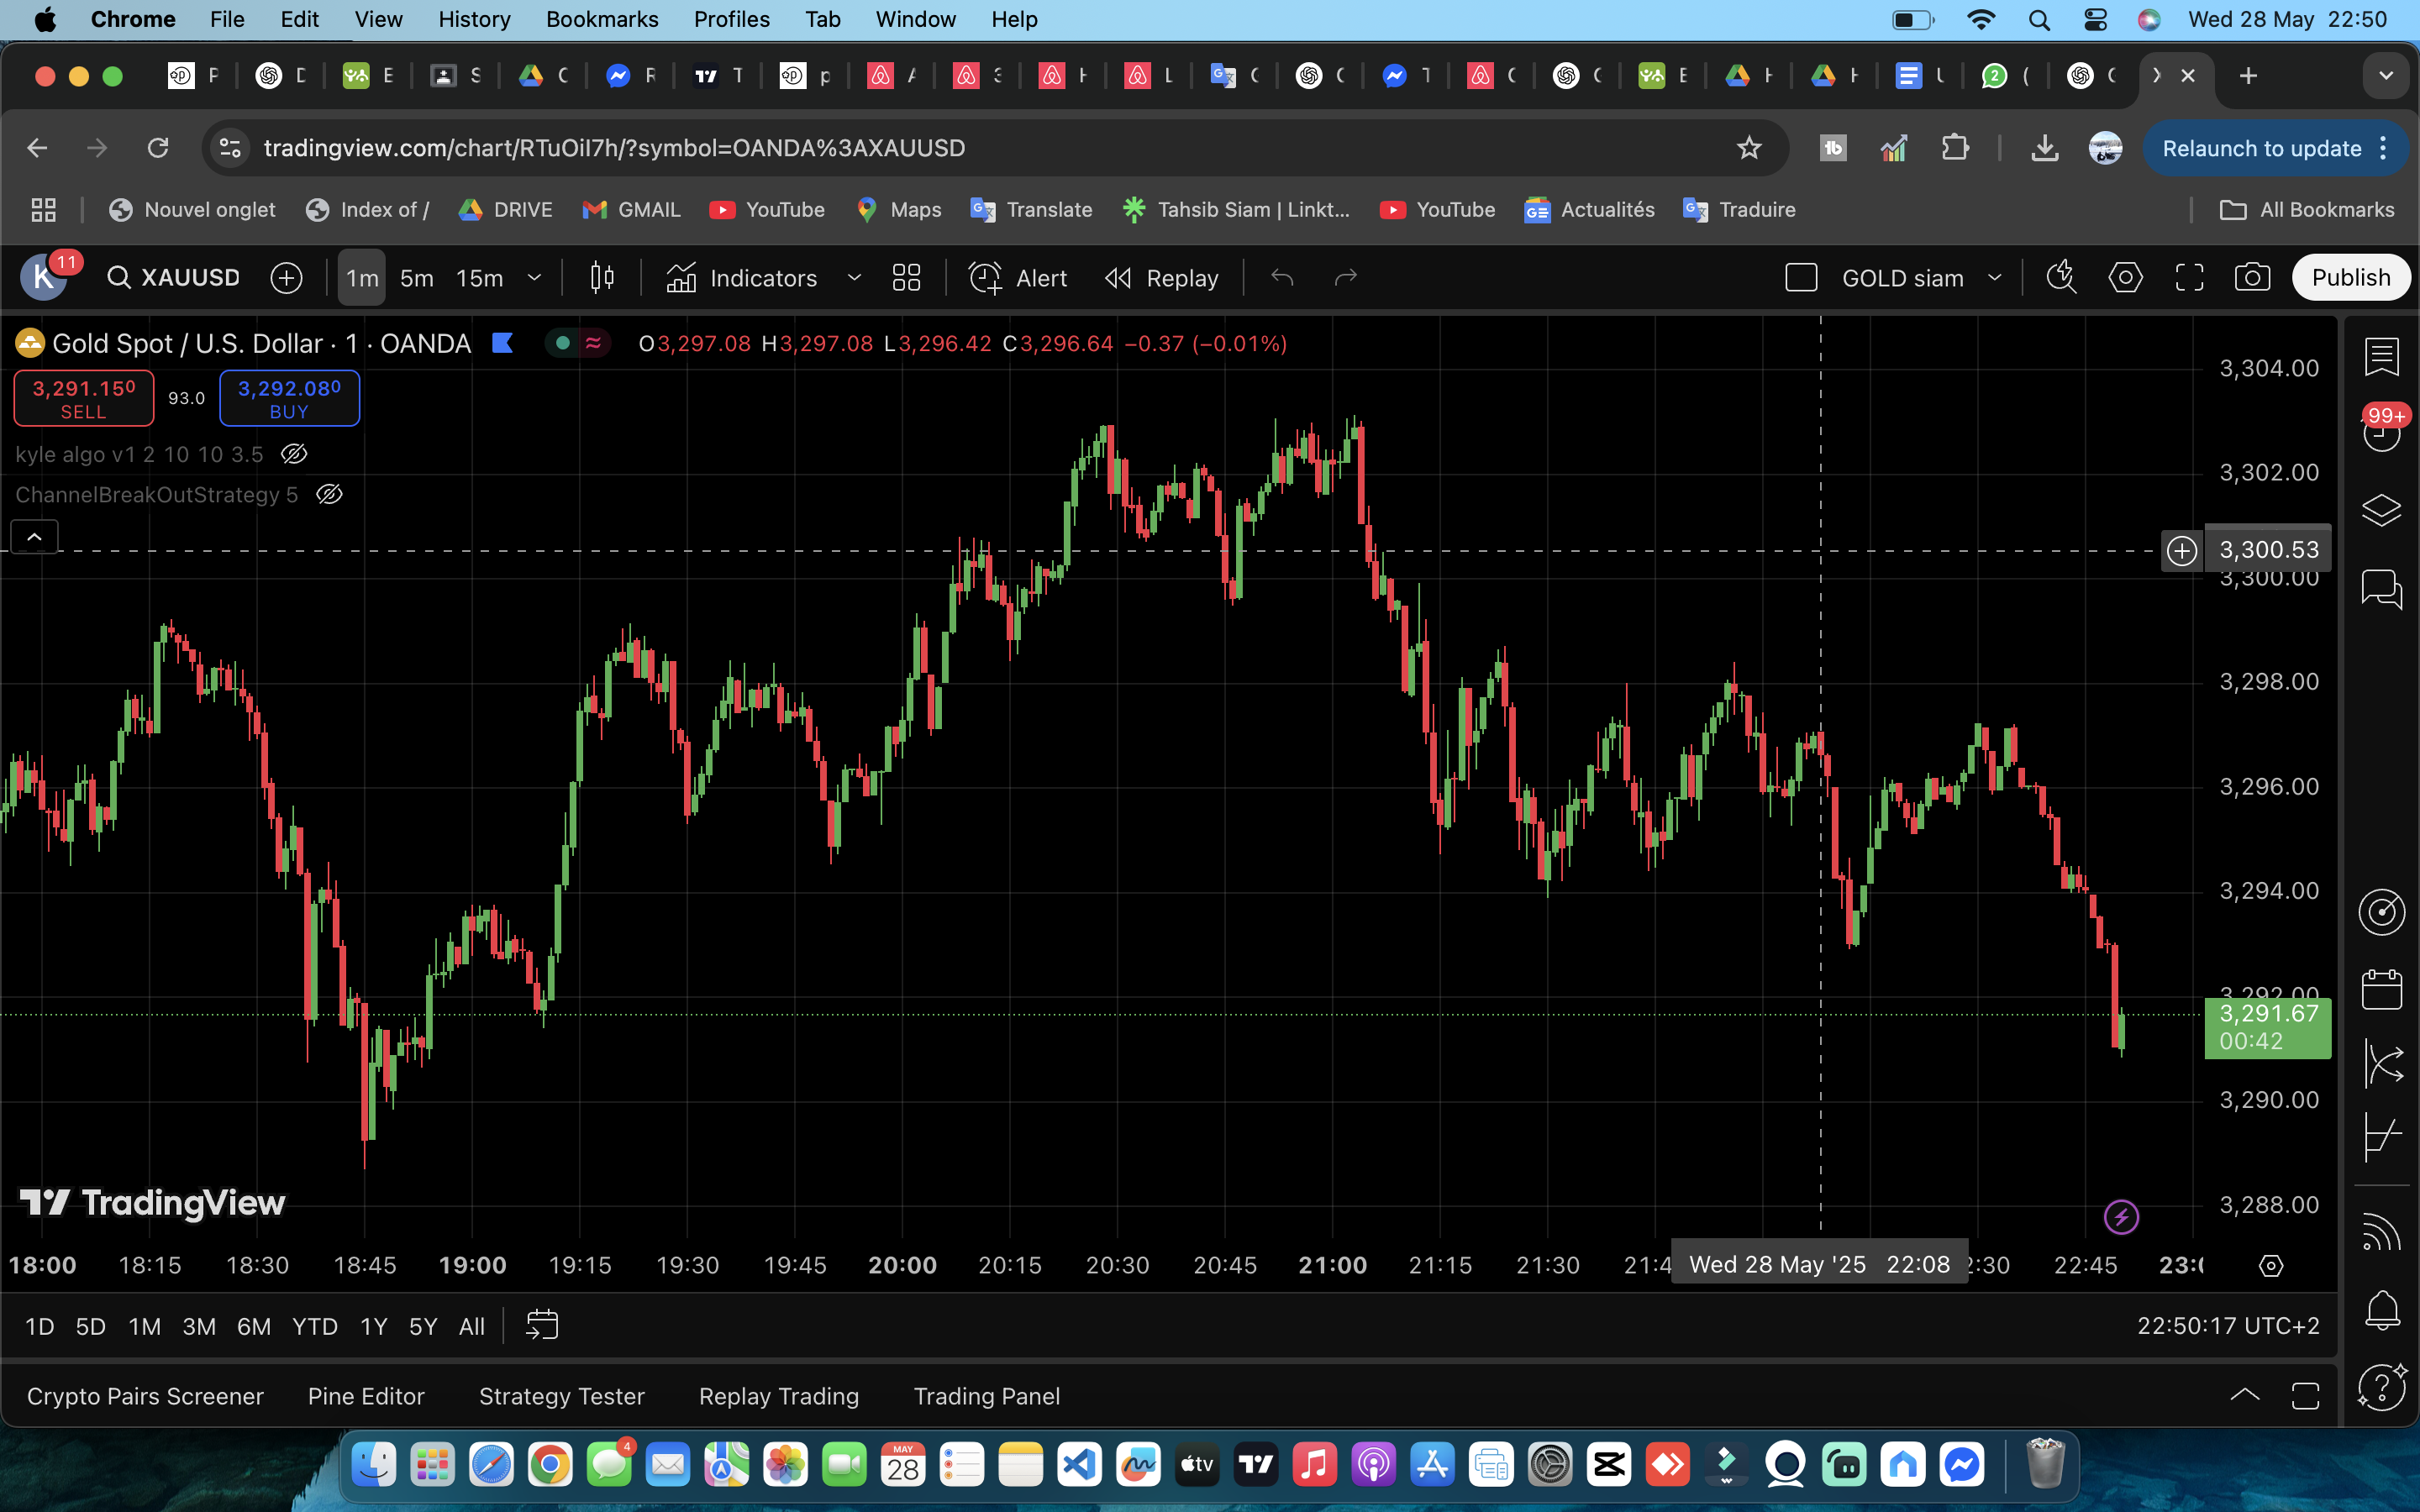 Chrome File Edit View History Bookmarks Profiles Tab Window Help Wed 28 May 22:50
tradingview.com/chart/RTuOiI7h/?symbol=OANDA%3AXAUUSD
Relaunch to update
Nouvel onglet Index of / DRIVE GMAIL YouTube Maps Translate Tahsib Siam | Linkt... YouTube Actualités Traduire All Bookmarks
K 11 XAUUSD 1m 5m 15m Indicators Alert Replay GOLD siam Publish
Gold Spot / U.S. Dollar · 1 · OANDA O3,297.08 H3,297.08 L3,296.42 C3,296.64 −0.37 (−0.01%)
3,291.150 SELL 93.0 3,292.080 BUY
kyle algo v1 2 10 10 3.5
ChannelBreakOutStrategy 5
3,304.00
99+
3,302.00
3,300.53
3,300.00
3,298.00
3,296.00
3,294.00
3,292.00
3,291.67
00:42
3,290.00
3,288.00
TradingView
18:00 18:15 18:30 18:45 19:00 19:15 19:30 19:45 20:00 20:15 20:30 20:45 21:00 21:15 21:30 21:4 Wed 28 May '25 22:08 2:30 22:45 23:0
1D 5D 1M 3M 6M YTD 1Y 5Y All 22:50:17 UTC+2
Crypto Pairs Screener Pine Editor Strategy Tester Replay Trading Trading Panel
4
MAY
28
tv